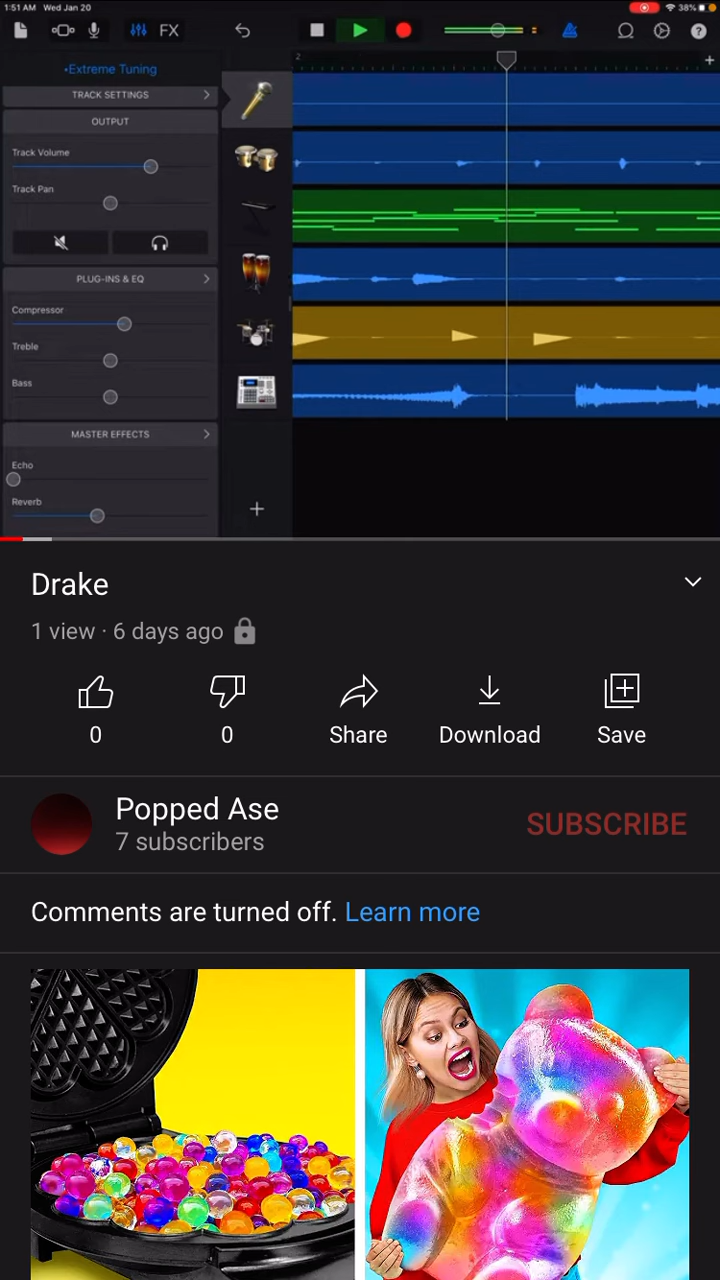 1:51 AM Wed Jan 20
38%
FX
?
•Extreme Tuning
2
+
TRACK SETTINGS
OUTPUT
Track Volume
Track Pan
PLUG-INS & EQ
Compressor
Treble
Bass
MASTER EFFECTS
Echo
Reverb
+
Drake
1 view · 6 days ago
0
0
Share
Download
Save
Popped Ase
7 subscribers
SUBSCRIBE
Comments are turned off. Learn more